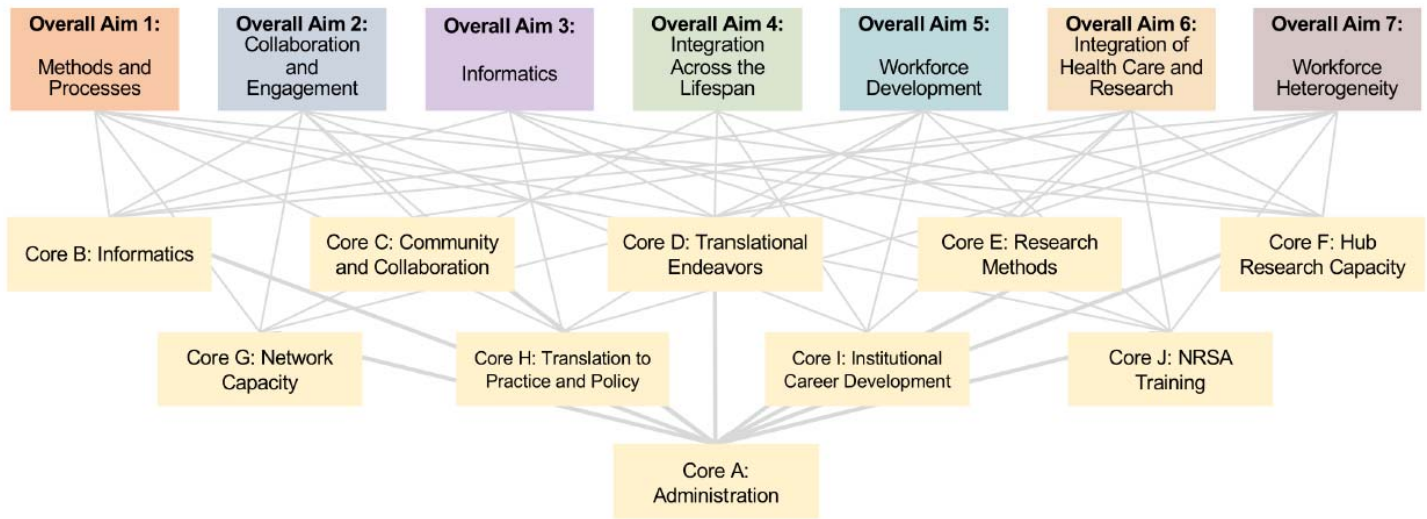 Overall Aim 1:
Methods and
Processes
Overall Aim 2:
Collaboration
and
Engagement
Overall Aim 3:
Informatics
Overall Aim 4:
Integration
Across the
Lifespan
Overall Aim 5:
Workforce
Development
Overall Aim 6:
Integration of
Health Care and
Research
Overall Aim 7:
Workforce
Heterogeneity
Core B: Informatics
Core C: Community
and Collaboration
Core D: Translational
Endeavors
Core E: Research
Methods
Core F: Hub
Research Capacity
Core G: Network
Capacity
Core H: Translation to
Practice and Policy
Core I: Institutional
Career Development
Core J: NRSA
Training
Core A:
Administration